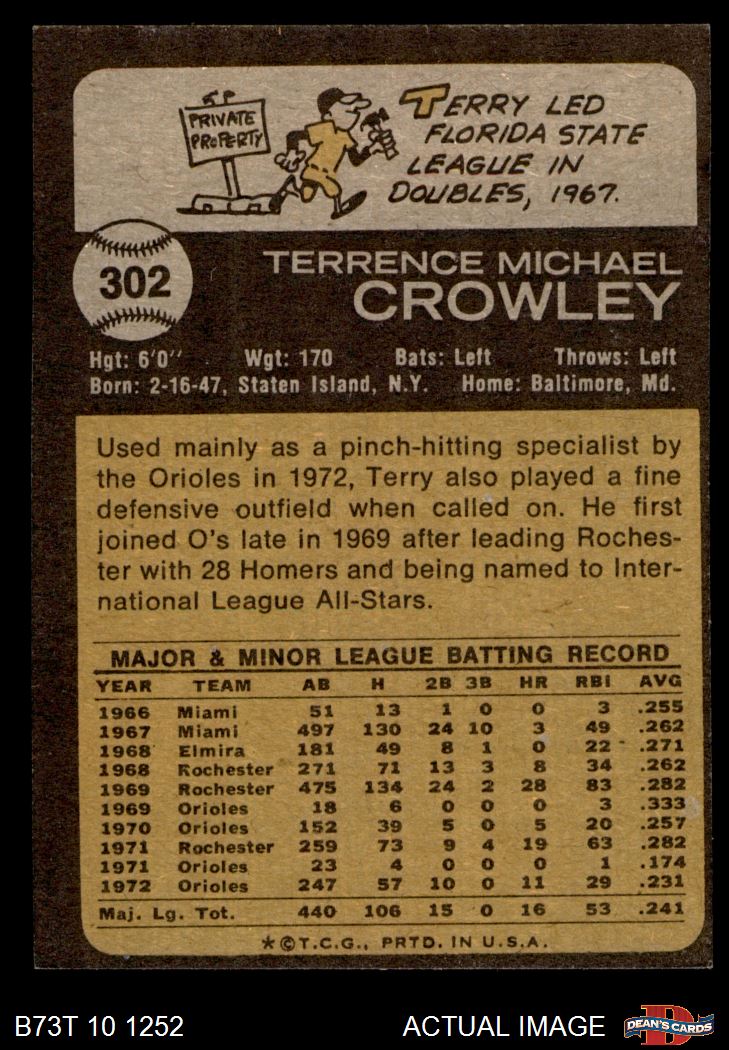 PRIVATE
PROPERTY
TERRY LED
FLORIDA STATE
LEAGUE IN
DOUBLES, 1967.
302
TERRENCE MICHAEL
CROWLEY
Hgt: 6'0" Wgt: 170 Bats: Left Throws: Left
Born: 2-16-47, Staten Island, N.Y. Home: Baltimore, Md.
Used mainly as a pinch-hitting specialist by
the Orioles in 1972, Terry also played a fine
defensive outfield when called on. He first
joined O's late in 1969 after leading Roches-
ter with 28 Homers and being named to Inter-
national League All-Stars.
MAJOR & MINOR LEAGUE BATTING RECORD
YEAR TEAM AB H 2B 3B HR RBI AVG
1966 Miami 51 13 1 0 0 3 .255
1967 Miami 497 130 24 10 3 49 .262
1968 Elmira 181 49 8 1 0 22 .271
1968 Rochester 271 71 13 3 8 34 .262
1969 Rochester 475 134 24 2 28 83 .282
1969 Orioles 18 6 0 0 0 3 .333
1970 Orioles 152 39 5 0 5 20 .257
1971 Rochester 259 73 9 4 19 63 .282
1971 Orioles 23 4 0 0 0 1 .174
1972 Orioles 247 57 10 0 11 29 .231
Maj. Lg. Tot. 440 106 15 0 16 53 .241
*©T.C.G., PRTD. IN U.S.A.
B73T 10 1252 ACTUAL IMAGE
D
DEAN'S CARDS